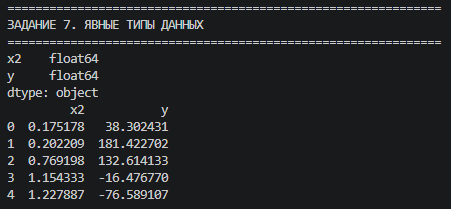 ==============================================================
ЗАДАНИЕ 7. ЯВНЫЕ ТИПЫ ДАННЫХ
==============================================================
x2    float64
y     float64
dtype: object
         x2           y
0  0.175178   38.302431
1  0.202209  181.422702
2  0.769198  132.614133
3  1.154333  -16.476770
4  1.227887  -76.589107